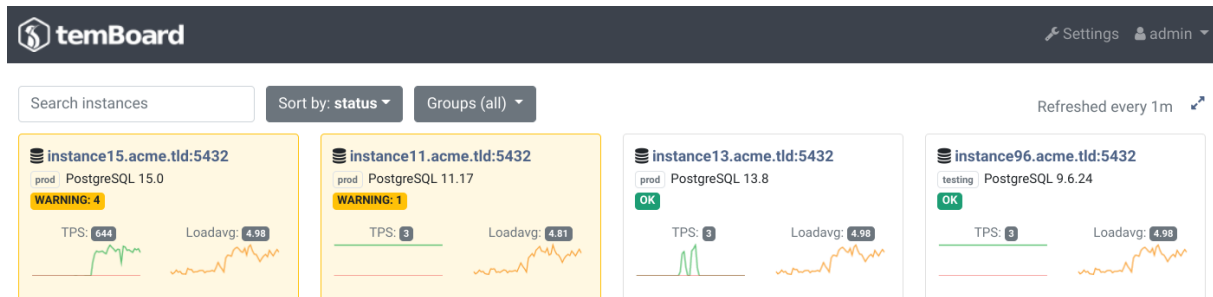 temBoard
Settings admin
Search instances
Sort by: status
Groups (all)
Refreshed every 1m
instance15.acme.tld:5432
prod PostgreSQL 15.0
WARNING: 4
TPS: 644 Loadavg: 4.98
instance11.acme.tld:5432
prod PostgreSQL 11.17
WARNING: 1
TPS: 3 Loadavg: 4.81
instance13.acme.tld:5432
prod PostgreSQL 13.8
OK
TPS: 3 Loadavg: 4.98
instance96.acme.tld:5432
testing PostgreSQL 9.6.24
OK
TPS: 3 Loadavg: 4.98